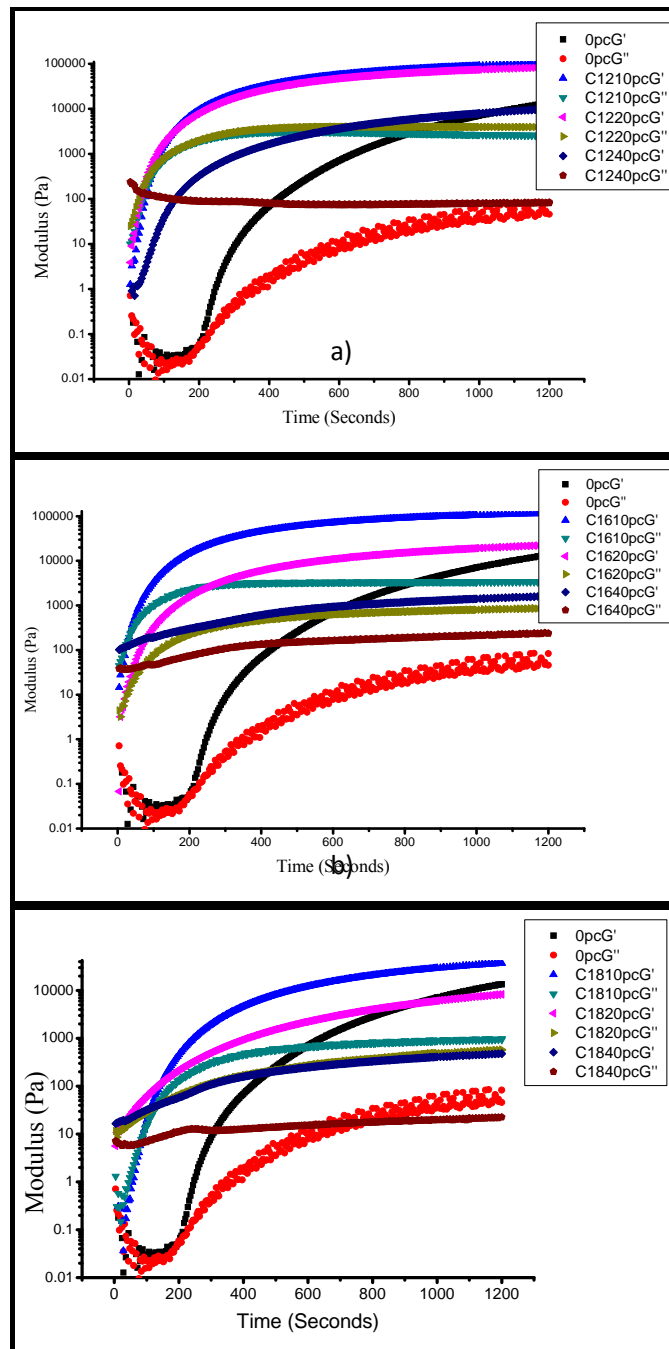 100000
10000
1000
100
10
1
0.1
0.01
Modulus (Pa)
0 200 400 600 800 1000 1200
Time (Seconds)
a)
0pcG'
0pcG''
C1210pcG'
C1210pcG''
C1220pcG'
C1220pcG''
C1240pcG'
C1240pcG''
100000
10000
1000
100
10
1
0.1
0.01
Modulus (Pa)
0 200 400 600 800 1000 1200
Time (Seconds)
b)
0pcG'
0pcG''
C1610pcG'
C1610pcG''
C1620pcG'
C1620pcG''
C1640pcG'
C1640pcG''
10000
1000
100
10
1
0.1
0.01
Modulus (Pa)
0 200 400 600 800 1000 1200
Time (Seconds)
0pcG'
0pcG''
C1810pcG'
C1810pcG''
C1820pcG'
C1820pcG''
C1840pcG'
C1840pcG''